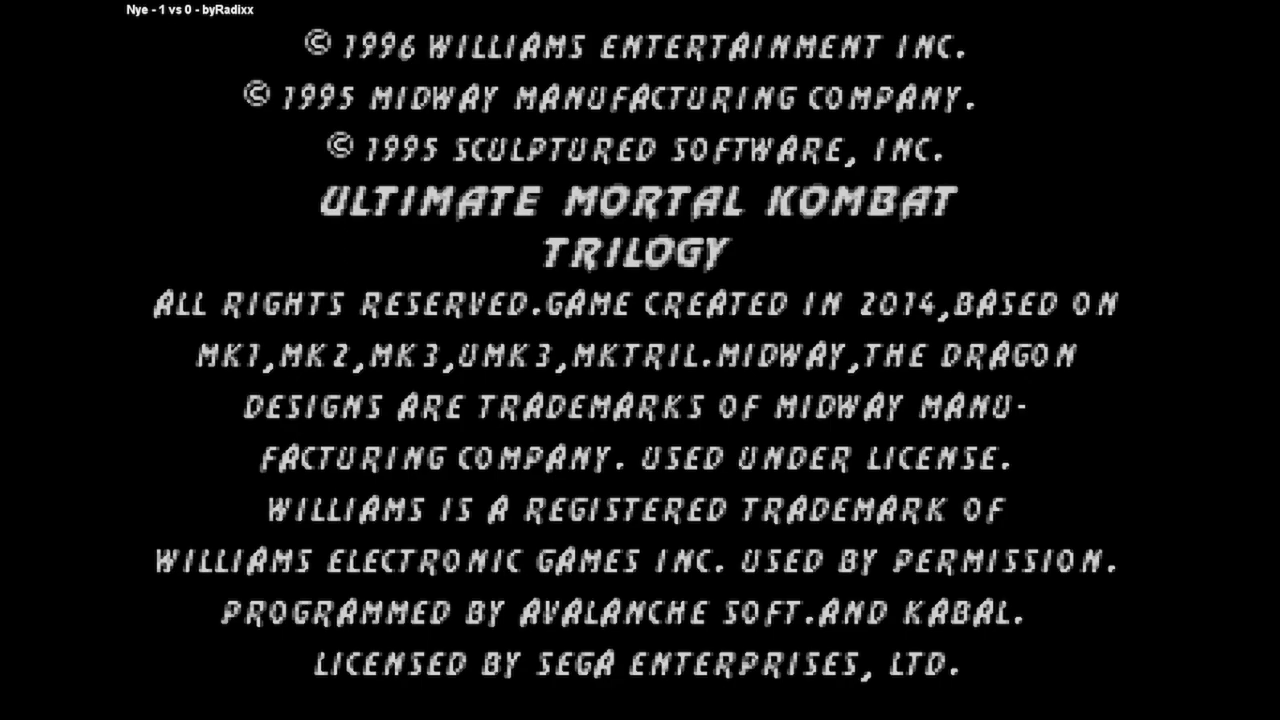 Nye - 1 vs 0 - byRadixx
© 1996 WILLIAMS ENTERTAINMENT INC.
© 1995 MIDWAY MANUFACTURING COMPANY.
© 1995 SCULPTURED SOFTWARE, INC.
ULTIMATE MORTAL KOMBAT
TRILOGY
ALL RIGHTS RESERVED.GAME CREATED IN 2014,BASED ON
MK1,MK2,MK3,UMK3,MKTRIL.MIDWAY,THE DRAGON
DESIGNS ARE TRADEMARKS OF MIDWAY MANU-
FACTURING COMPANY. USED UNDER LICENSE.
WILLIAMS IS A REGISTERED TRADEMARK OF
WILLIAMS ELECTRONIC GAMES INC. USED BY PERMISSION.
PROGRAMMED BY AVALANCHE SOFT.AND KABAL.
LICENSED BY SEGA ENTERPRISES, LTD.